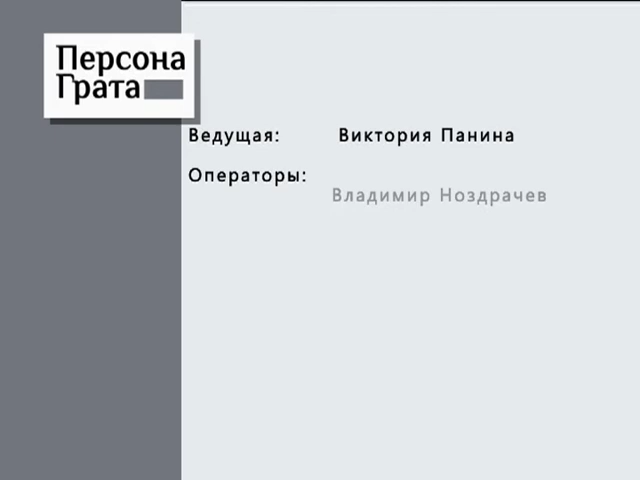 Персона
Грата
Ведущая: Виктория Панина
Операторы:
Владимир Ноздрачев